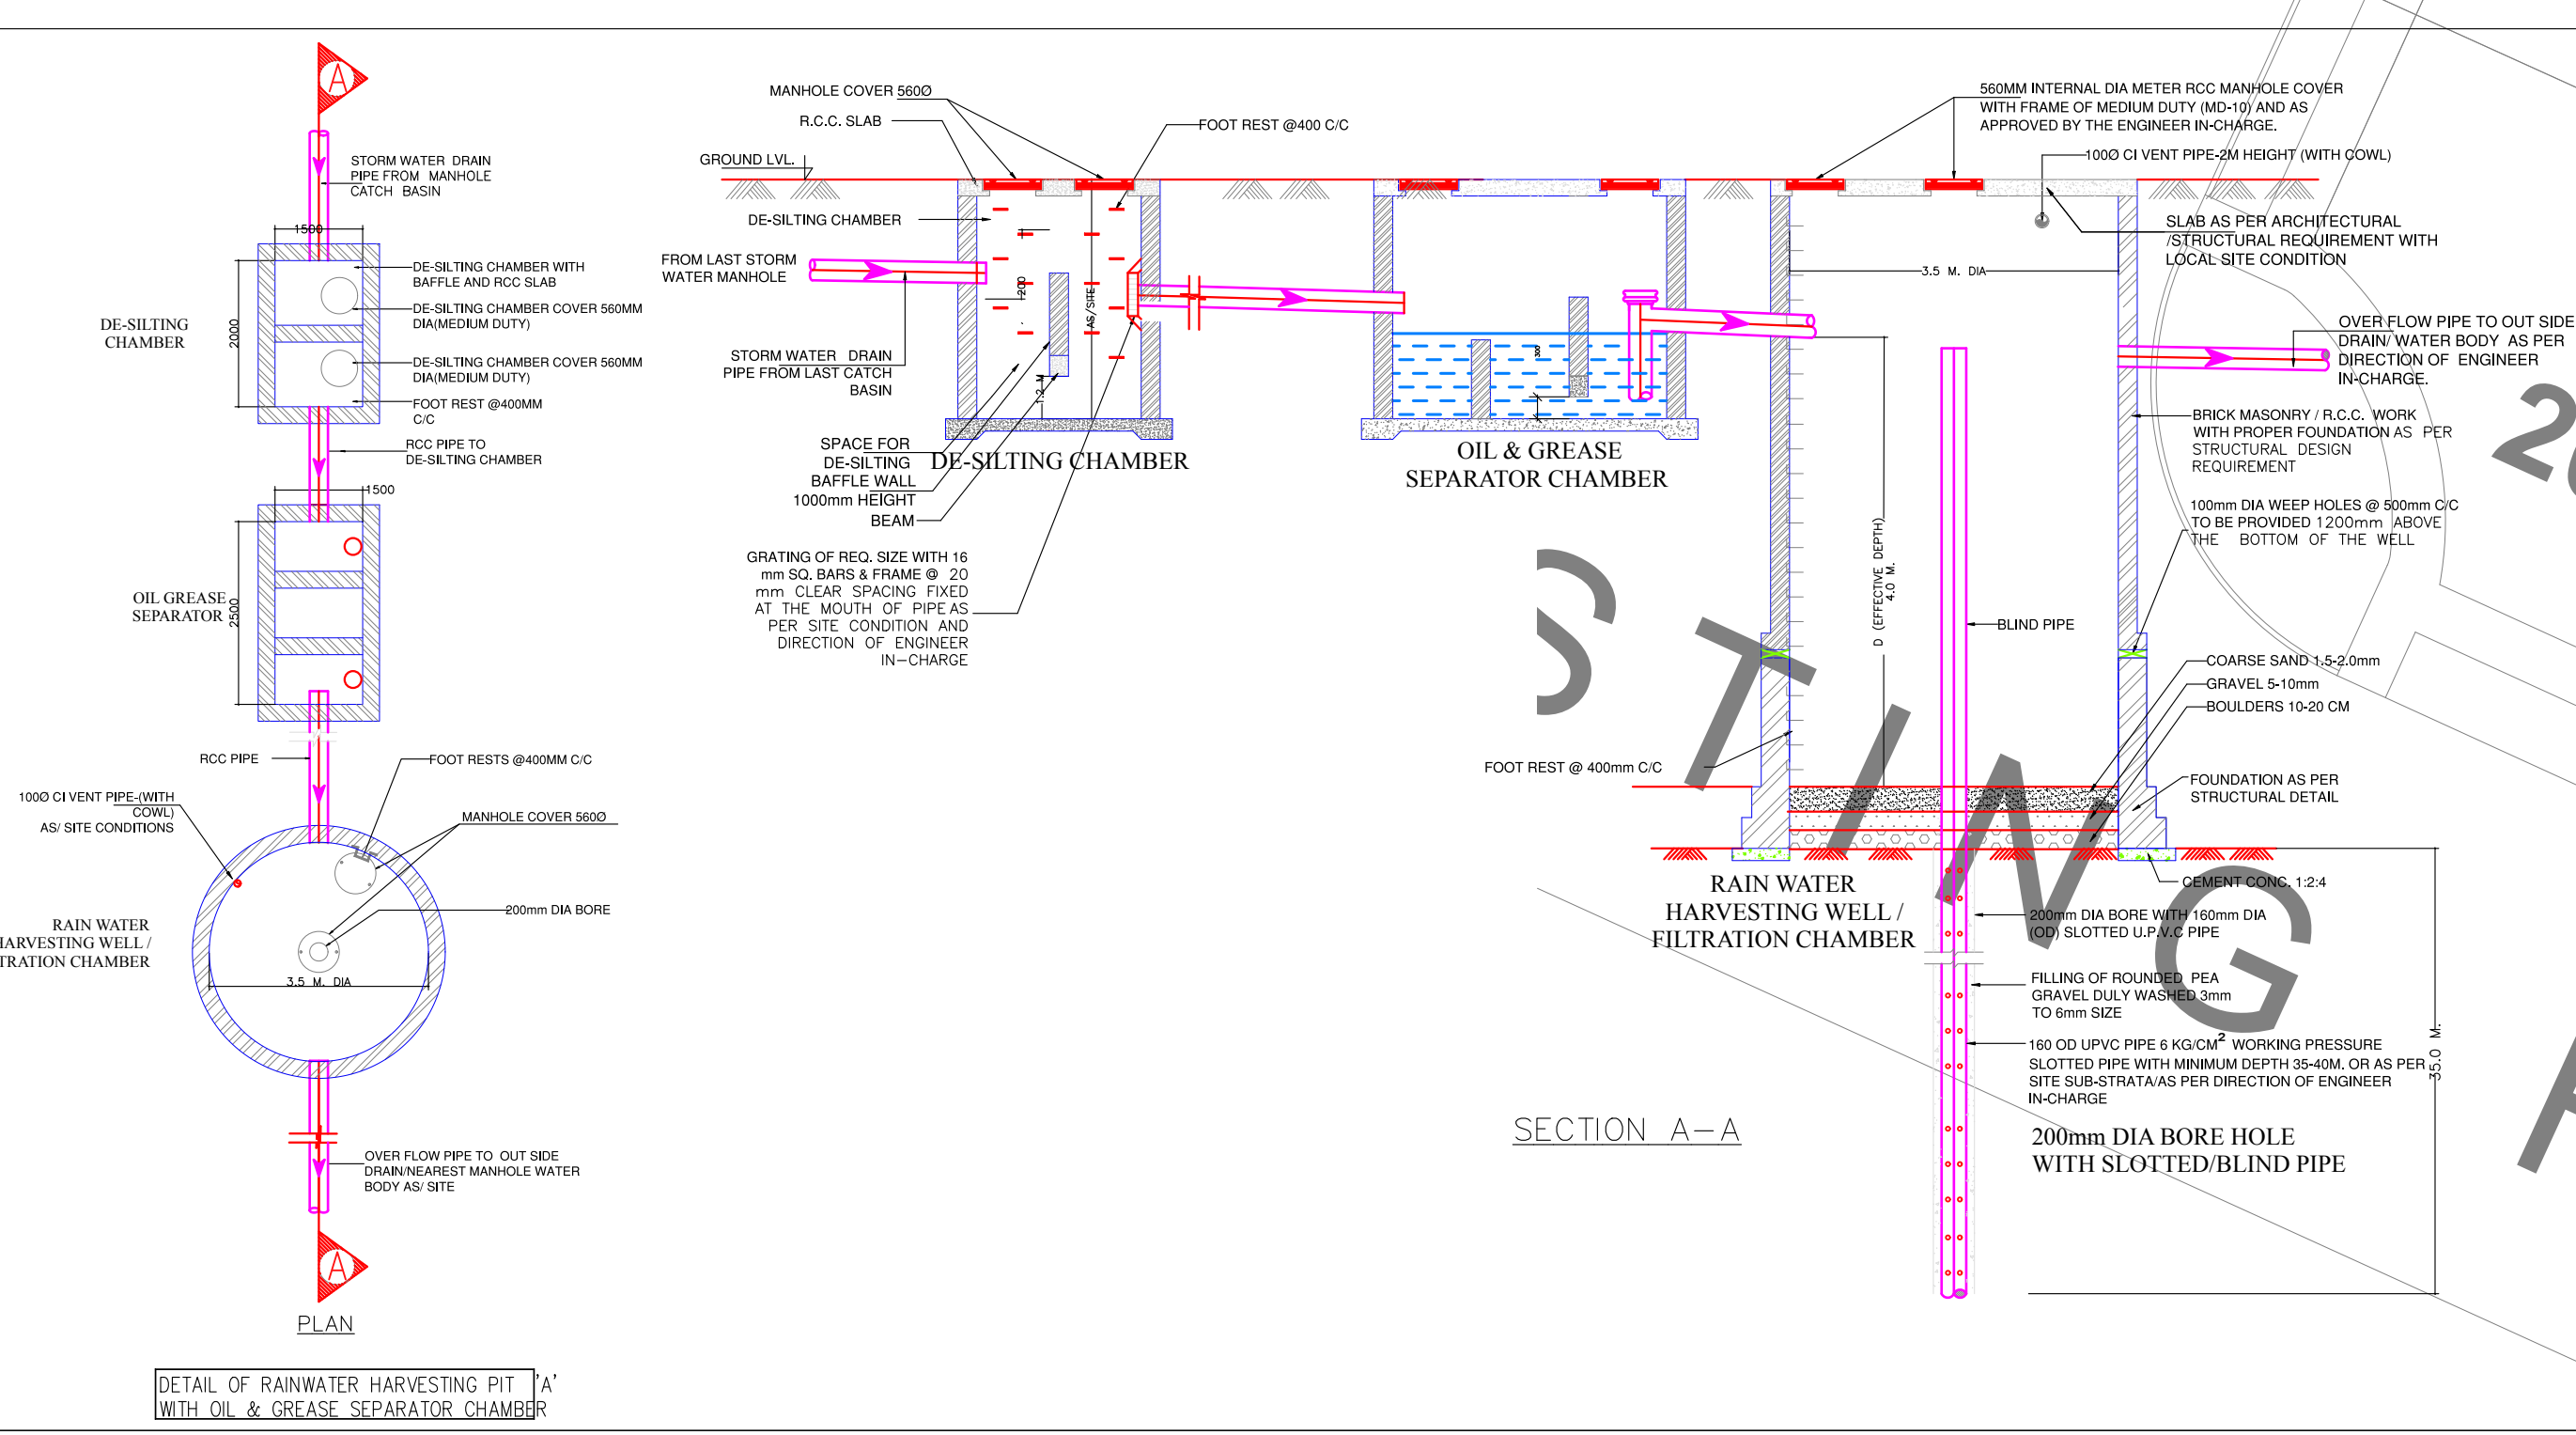 A
STORM WATER DRAIN
PIPE FROM MANHOLE
CATCH BASIN
1500
2000
DE-SILTING
CHAMBER
DE-SILTING CHAMBER WITH
BAFFLE AND RCC SLAB
DE-SILTING CHAMBER COVER 560MM
DIA(MEDIUM DUTY)
DE-SILTING CHAMBER COVER 560MM
DIA(MEDIUM DUTY)
FOOT REST @400MM
C/C
RCC PIPE TO
DE-SILTING CHAMBER
1500
OIL GREASE
SEPARATOR
2500
RCC PIPE
FOOT RESTS @400MM C/C
100Ø CI VENT PIPE-(WITH
COWL)
AS/ SITE CONDITIONS
MANHOLE COVER 560Ø
200mm DIA BORE
RAIN WATER
HARVESTING WELL /
TRATION CHAMBER
3.5 M. DIA
OVER FLOW PIPE TO OUT SIDE
DRAIN/NEAREST MANHOLE WATER
BODY AS/ SITE
A
PLAN
DETAIL OF RAINWATER HARVESTING PIT 'A'
WITH OIL & GREASE SEPARATOR CHAMBER
MANHOLE COVER 560Ø
R.C.C. SLAB
FOOT REST @400 C/C
GROUND LVL.
DE-SILTING CHAMBER
FROM LAST STORM
WATER MANHOLE
AS/SITE
STORM WATER DRAIN
PIPE FROM LAST CATCH
BASIN
SPACE FOR
DE-SILTING
BAFFLE WALL
1000mm HEIGHT
BEAM
DE-SILTING CHAMBER
GRATING OF REQ. SIZE WITH 16
mm SQ. BARS & FRAME @ 20
mm CLEAR SPACING FIXED
AT THE MOUTH OF PIPE AS
PER SITE CONDITION AND
DIRECTION OF ENGINEER
IN-CHARGE
300
OIL & GREASE
SEPARATOR CHAMBER
560MM INTERNAL DIA METER RCC MANHOLE COVER
WITH FRAME OF MEDIUM DUTY (MD-10) AND AS
APPROVED BY THE ENGINEER IN-CHARGE.
100Ø CI VENT PIPE-2M HEIGHT (WITH COWL)
SLAB AS PER ARCHITECTURAL
/STRUCTURAL REQUIREMENT WITH
LOCAL SITE CONDITION
3.5 M. DIA
OVER FLOW PIPE TO OUT SIDE
DRAIN/ WATER BODY AS PER
DIRECTION OF ENGINEER
IN-CHARGE.
BRICK MASONRY / R.C.C. WORK
WITH PROPER FOUNDATION AS PER
STRUCTURAL DESIGN
REQUIREMENT
100mm DIA WEEP HOLES @ 500mm C/C
TO BE PROVIDED 1200mm ABOVE
THE BOTTOM OF THE WELL
D (EFFECTIVE DEPTH)
4.0 M.
BLIND PIPE
COARSE SAND 1.5-2.0mm
GRAVEL 5-10mm
BOULDERS 10-20 CM
FOOT REST @ 400mm C/C
FOUNDATION AS PER
STRUCTURAL DETAIL
CEMENT CONC. 1:2:4
RAIN WATER
HARVESTING WELL /
FILTRATION CHAMBER
200mm DIA BORE WITH 160mm DIA
(OD) SLOTTED U.P.V.C PIPE
FILLING OF ROUNDED PEA
GRAVEL DULY WASHED 3mm
TO 6mm SIZE
160 OD UPVC PIPE 6 KG/CM² WORKING PRESSURE
SLOTTED PIPE WITH MINIMUM DEPTH 35-40M. OR AS PER
SITE SUB-STRATA/AS PER DIRECTION OF ENGINEER
IN-CHARGE
35.0 M.
200mm DIA BORE HOLE
WITH SLOTTED/BLIND PIPE
SECTION A-A
STING